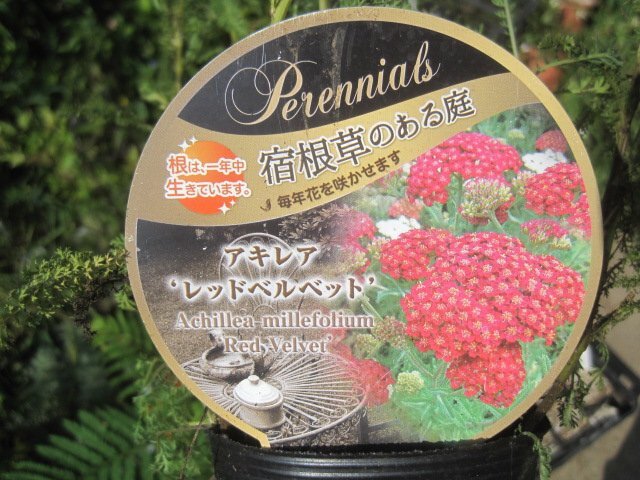 Perennials
宿根草のある庭
毎年花を咲かせます
根は、一年中
生きています。
アキレア
‘レッドベルベット’
Achillea millefolium
‘Red Velvet’